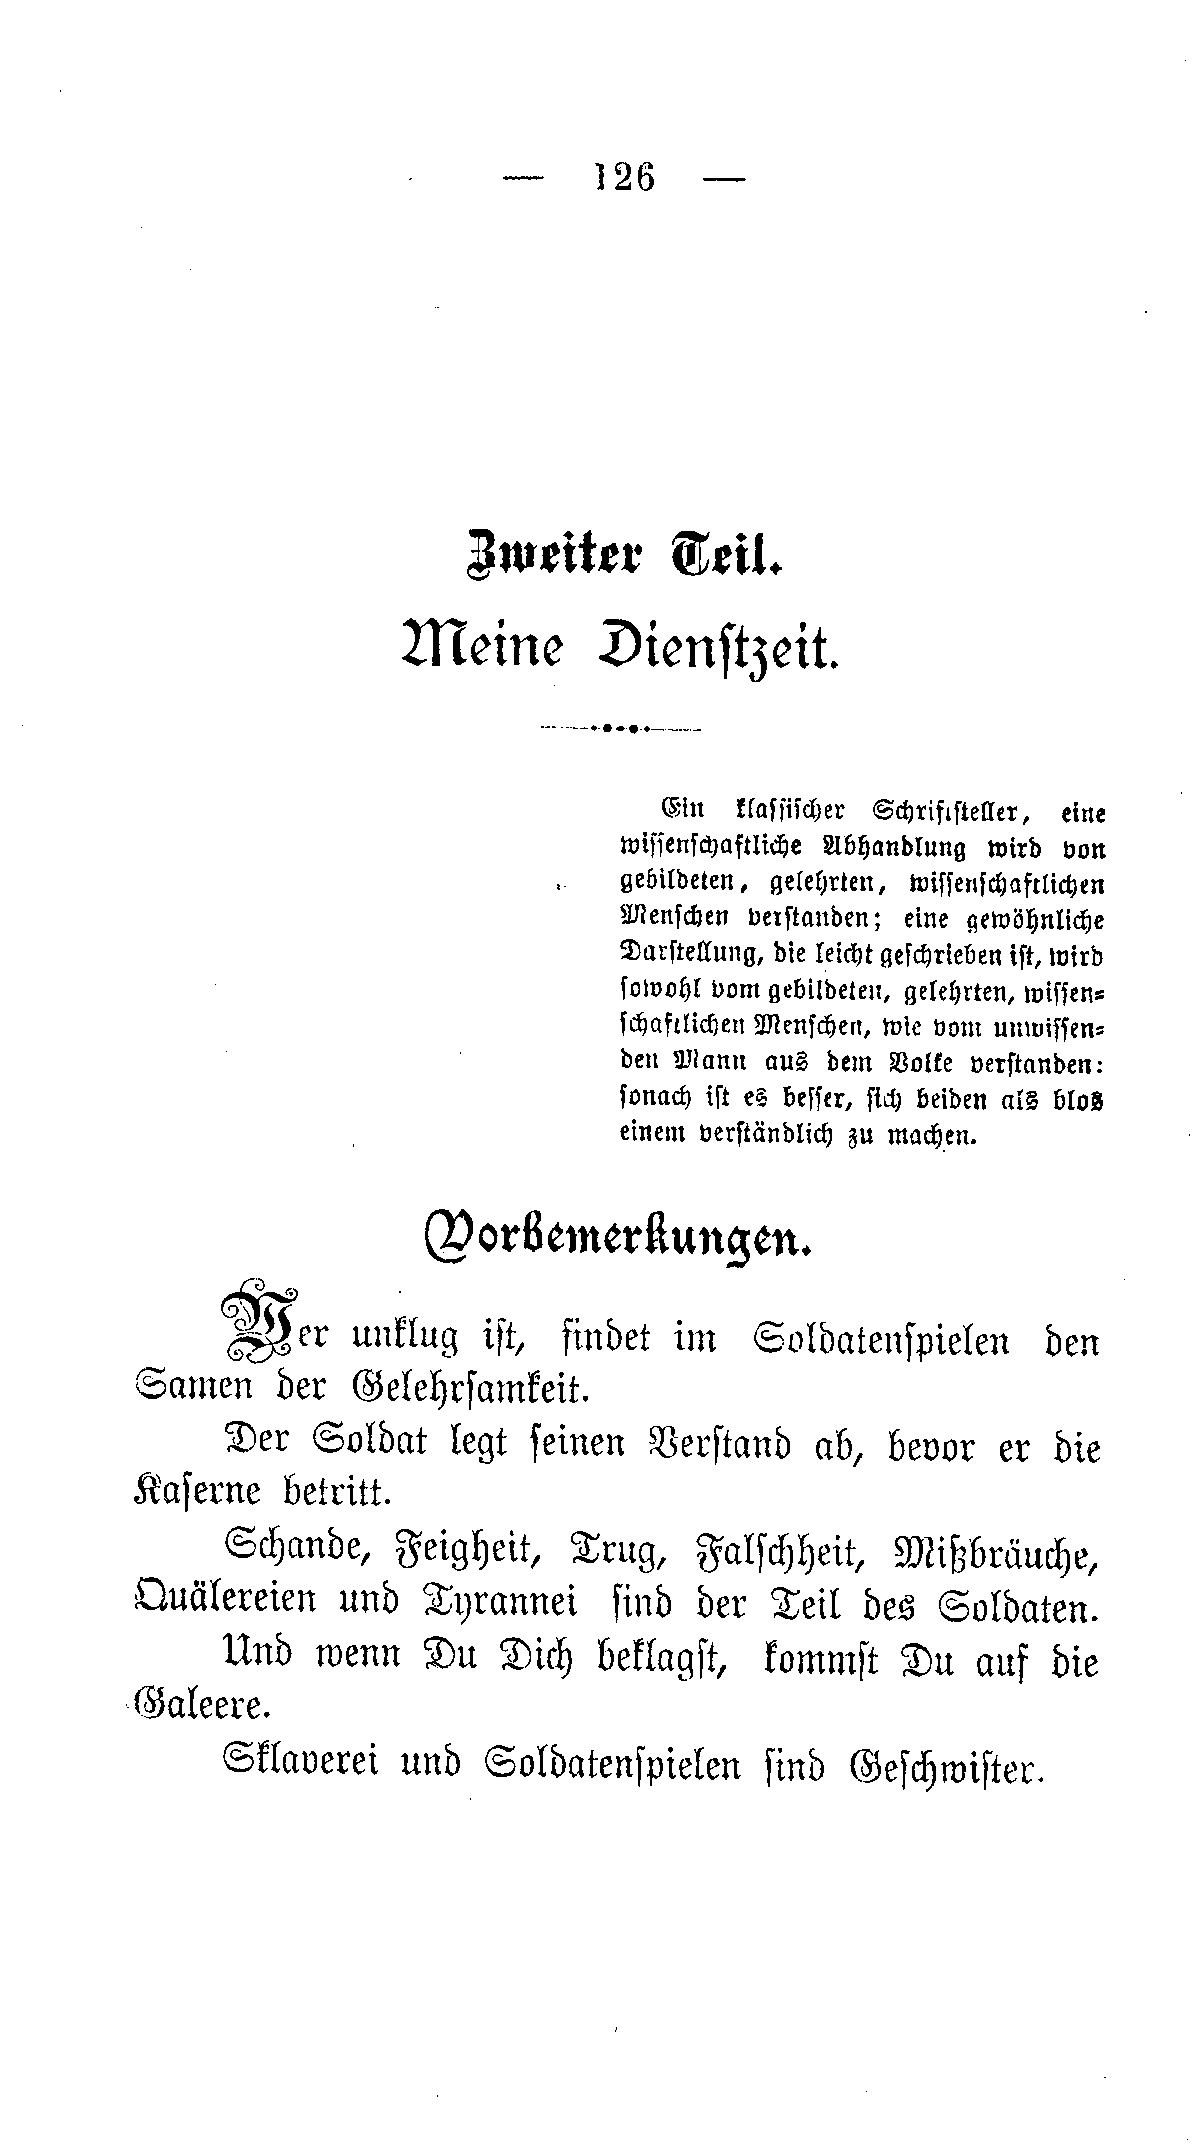 — 126 —
Zweiter Teil.
Meine Dienstzeit.
Ein klassischer Schriftsteller, eine
wissenschaftliche Abhandlung wird von
gebildeten, gelehrten, wissenschaftlichen
Menschen verstanden; eine gewöhnliche
Darstellung, die leicht geschrieben ist, wird
sowohl vom gebildeten, gelehrten, wissen-
schaftlichen Menschen, wie vom unwissen-
den Mann aus dem Volke verstanden:
sonach ist es besser, sich beiden als blos
einem verständlich zu machen.
Vorbemerkungen.
Wer unklug ist, findet im Soldatenspielen den
Samen der Gelehrsamkeit.
Der Soldat legt seinen Verstand ab, bevor er die
Kaserne betritt.
Schande, Feigheit, Trug, Falschheit, Mißbräuche,
Quälereien und Tyrannei sind der Teil des Soldaten.
Und wenn Du Dich beklagst, kommst Du auf die
Galeere.
Sklaverei und Soldatenspielen sind Geschwister.